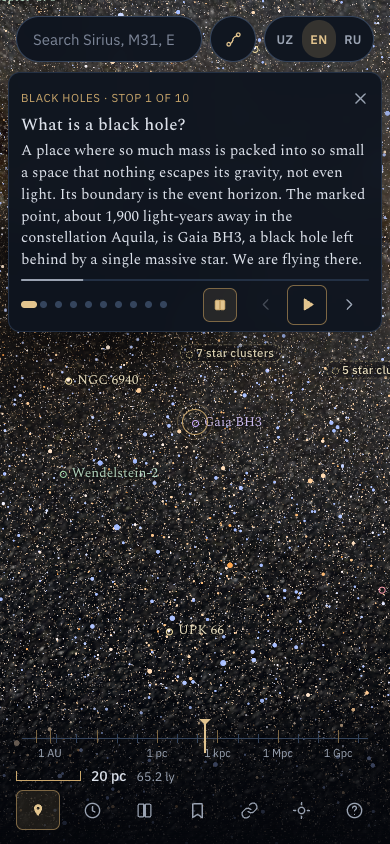 Search Sirius, M31, E
UZ
EN
RU
BLACK HOLES · STOP 1 OF 10
What is a black hole?
A place where so much mass is packed into so small
a space that nothing escapes its gravity, not even
light. Its boundary is the event horizon. The marked
point, about 1,900 light-years away in the
constellation Aquila, is Gaia BH3, a black hole left
behind by a single massive star. We are flying there.
7 star clusters
5 star clu
NGC 6940
Gaia BH3
Wendelstein-2
UPK 66
1 AU
1 pc
1 kpc
1 Mpc
1 Gpc
20 pc
65.2 ly